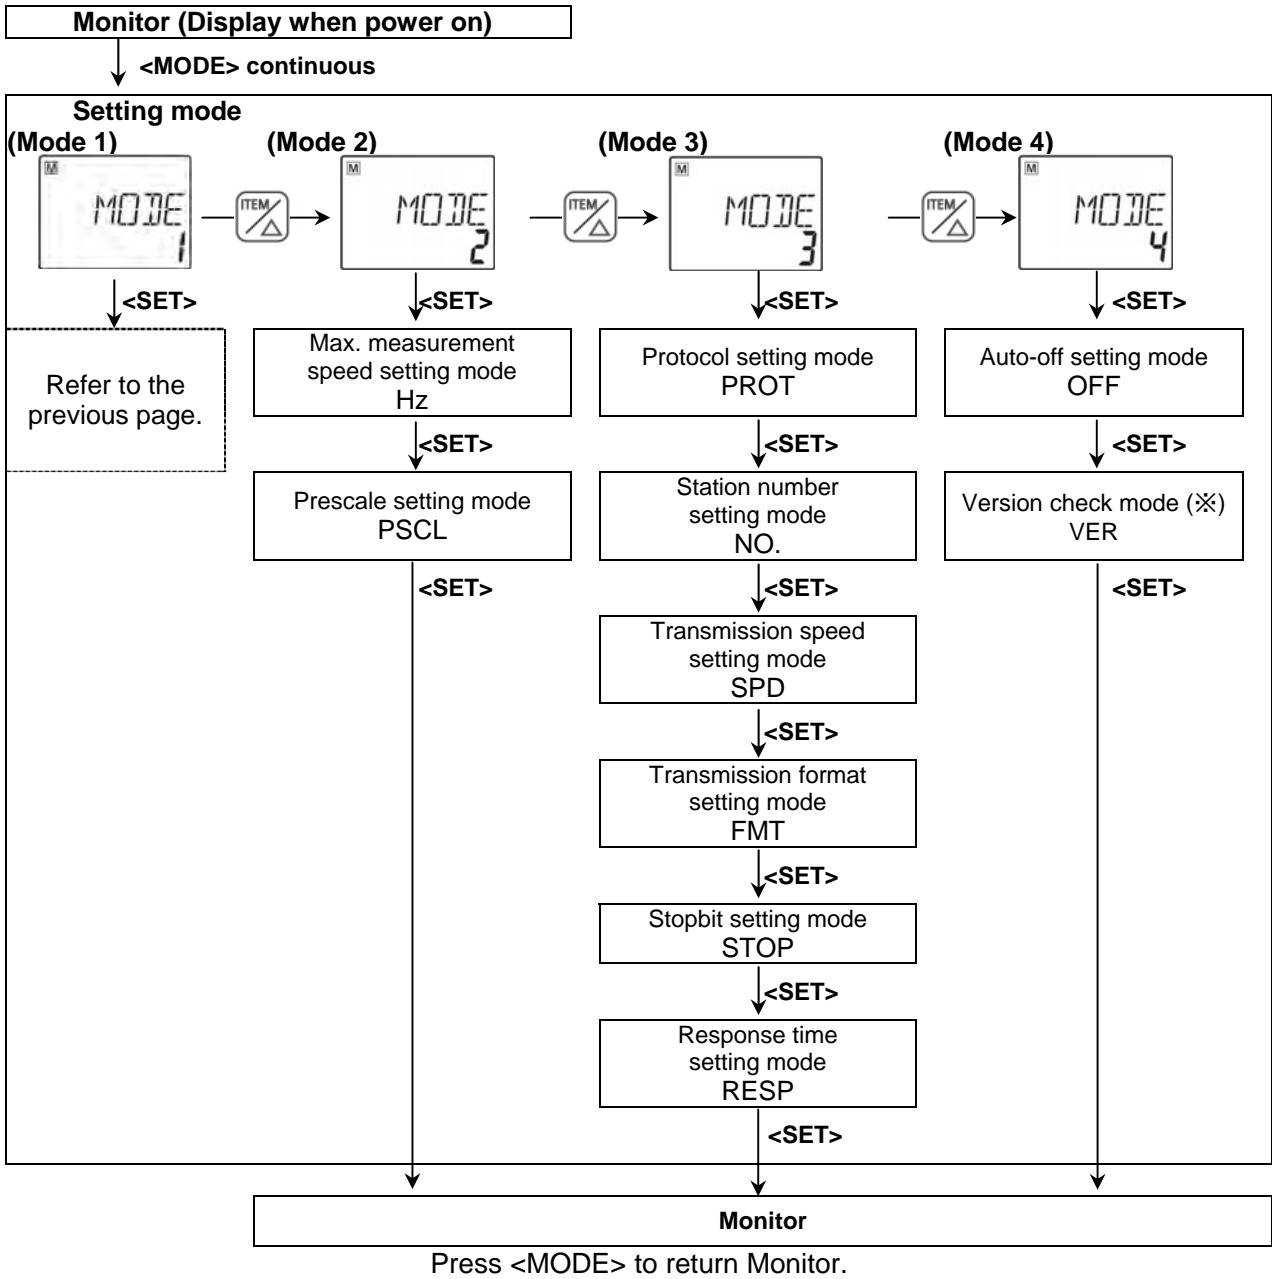 Monitor (Display when power on)
<MODE> continuous
Setting mode
(Mode 1)
(Mode 2)
(Mode 3)
(Mode 4)
M
MODE
1
ITEM
M
MODE
2
ITEM
M
MODE
3
ITEM
M
MODE
4
<SET>
<SET>
<SET>
<SET>
Refer to the
previous page.
Max. measurement
speed setting mode
Hz
<SET>
Prescale setting mode
PSCL
<SET>
Protocol setting mode
PROT
<SET>
Station number
setting mode
NO.
<SET>
Transmission speed
setting mode
SPD
<SET>
Transmission format
setting mode
FMT
<SET>
Stopbit setting mode
STOP
<SET>
Response time
setting mode
RESP
<SET>
Auto-off setting mode
OFF
<SET>
Version check mode (※)
VER
<SET>
Monitor
Press <MODE> to return Monitor.